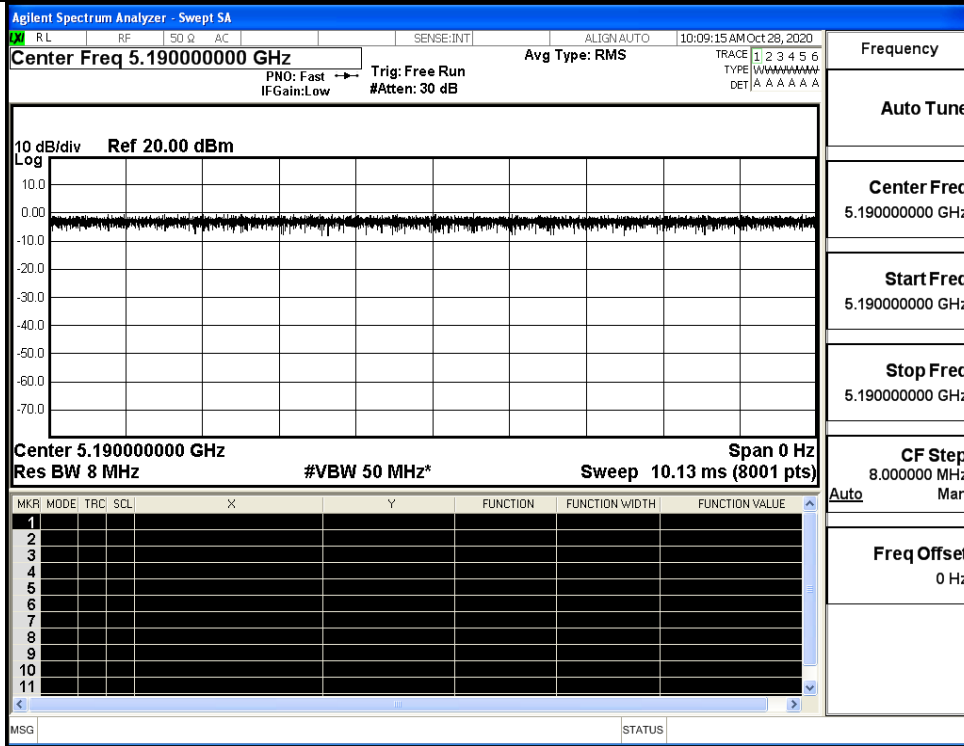 Agilent Spectrum Analyzer - Swept SA
LXI RL RF 50 Ω AC SENSE:INT ALIGNAUTO 10:09:15 AM Oct 28, 2020
Center Freq 5.190000000 GHz Avg Type: RMS TRACE 1 2 3 4 5 6
PNO: Fast Trig: Free Run TYPE WWWWWW
IFGain:Low #Atten: 30 dB DET A A A A A A
Frequency
Auto Tune
10 dB/div Ref 20.00 dBm
Log
10.0
0.00
-10.0
-20.0
-30.0
-40.0
-50.0
-60.0
-70.0
Center 5.190000000 GHz Span 0 Hz
Res BW 8 MHz #VBW 50 MHz* Sweep 10.13 ms (8001 pts)
Center Freq
5.190000000 GHz
Start Freq
5.190000000 GHz
Stop Freq
5.190000000 GHz
CF Step
8.000000 MHz
Auto Man
Freq Offset
0 Hz
MKR MODE TRC SCL X Y FUNCTION FUNCTION WIDTH FUNCTION VALUE
1
2
3
4
5
6
7
8
9
10
11
MSG STATUS